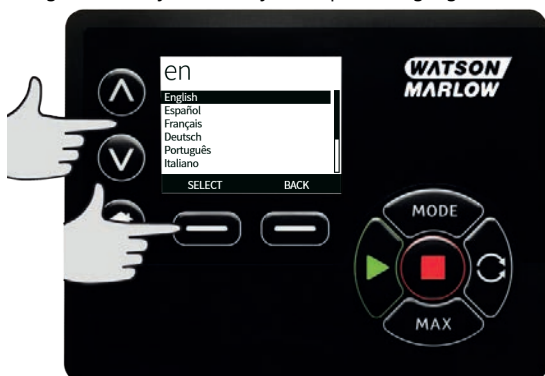 en
WATSON
MARLOW
English
Español
Français
Deutsch
Português
Italiano
SELECT BACK
MODE
MAX